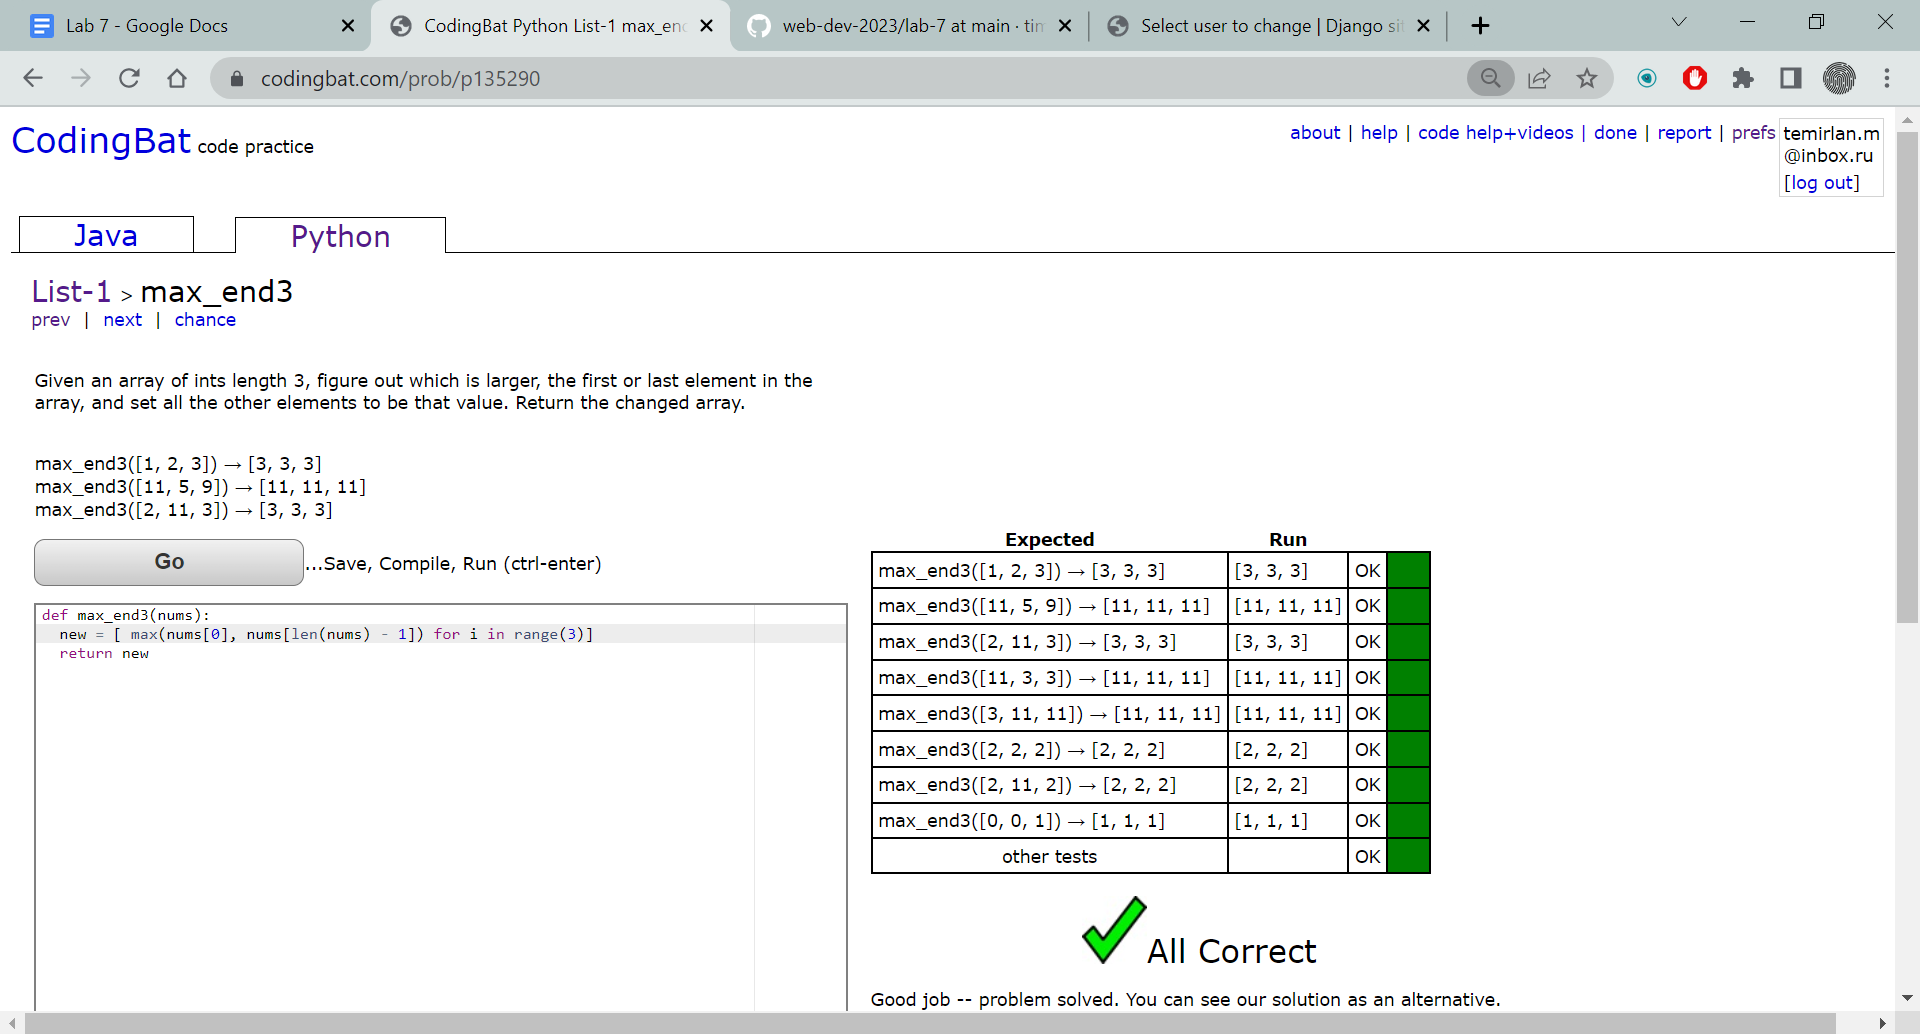 Lab 7 - Google Docs
CodingBat Python List-1 max_end
web-dev-2023/lab-7 at main · tim
Select user to change | Django sit
codingbat.com/prob/p135290
CodingBat code practice
about | help | code help+videos | done | report | prefs
temirlan.m
@inbox.ru
[log out]
Java
Python
List-1 > max_end3
prev | next | chance
Given an array of ints length 3, figure out which is larger, the first or last element in the
array, and set all the other elements to be that value. Return the changed array.
max_end3([1, 2, 3]) → [3, 3, 3]
max_end3([11, 5, 9]) → [11, 11, 11]
max_end3([2, 11, 3]) → [3, 3, 3]
Go
...Save, Compile, Run (ctrl-enter)
def max_end3(nums):
  new = [ max(nums[0], nums[len(nums) - 1]) for i in range(3)]
  return new
Expected Run
max_end3([1, 2, 3]) → [3, 3, 3] [3, 3, 3] OK
max_end3([11, 5, 9]) → [11, 11, 11] [11, 11, 11] OK
max_end3([2, 11, 3]) → [3, 3, 3] [3, 3, 3] OK
max_end3([11, 3, 3]) → [11, 11, 11] [11, 11, 11] OK
max_end3([3, 11, 11]) → [11, 11, 11] [11, 11, 11] OK
max_end3([2, 2, 2]) → [2, 2, 2] [2, 2, 2] OK
max_end3([2, 11, 2]) → [2, 2, 2] [2, 2, 2] OK
max_end3([0, 0, 1]) → [1, 1, 1] [1, 1, 1] OK
other tests OK
All Correct
Good job -- problem solved. You can see our solution as an alternative.